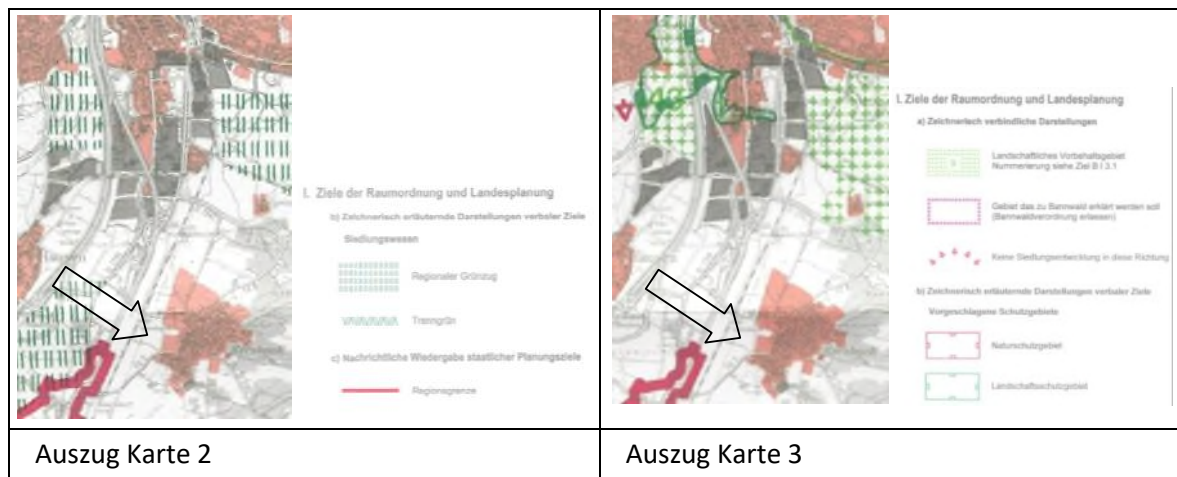 I. Ziele der Raumordnung und Landesplanung
b) Zeichnerisch erläuternde Darstellungen verbaler Ziele
Siedlungswesen
Regionaler Grünzug
Trenngrün
c) Nachrichtliche Wiedergabe staatlicher Planungsziele
Regionsgrenze
Auszug Karte 2
I. Ziele der Raumordnung und Landesplanung
a) Zeichnerisch verbindliche Darstellungen
Landschaftliches Vorbehaltsgebiet
Nummerierung siehe Ziel B I 3.1
Gebiet das zu Bannwald erklärt werden soll
(Bannwaldverordnung erlassen)
Keine Siedlungsentwicklung in diese Richtung
b) Zeichnerisch erläuternde Darstellungen verbaler Ziele
Vorgeschlagene Schutzgebiete
Naturschutzgebiet
Landschaftsschutzgebiet
Auszug Karte 3